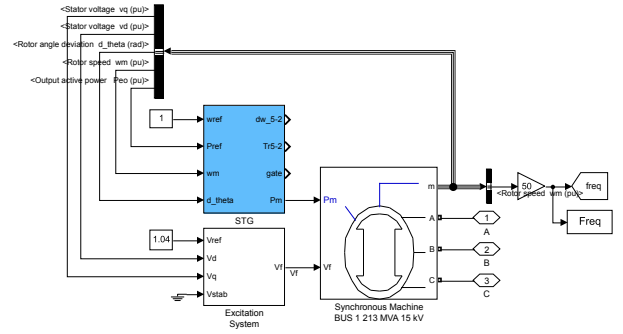 <Stator voltage vq (pu)>
<Stator voltage vd (pu)>
<Rotor angle deviation d_theta (rad)>
<Rotor speed wm (pu)>
<Output active power Peo (pu)>
1
wref
dw_5-2
Pref
Tr5-2
wm
gate
d_theta
Pm
STG
1.04
Vref
Vd
Vq
Vstab
Vf
Vf
Excitation
System
Pm
Vf
m
A
B
C
Synchronous Machine
BUS 1 213 MVA 15 kV
<Rotor speed wm (pu)>
50
freq
Freq
1
A
2
B
3
C